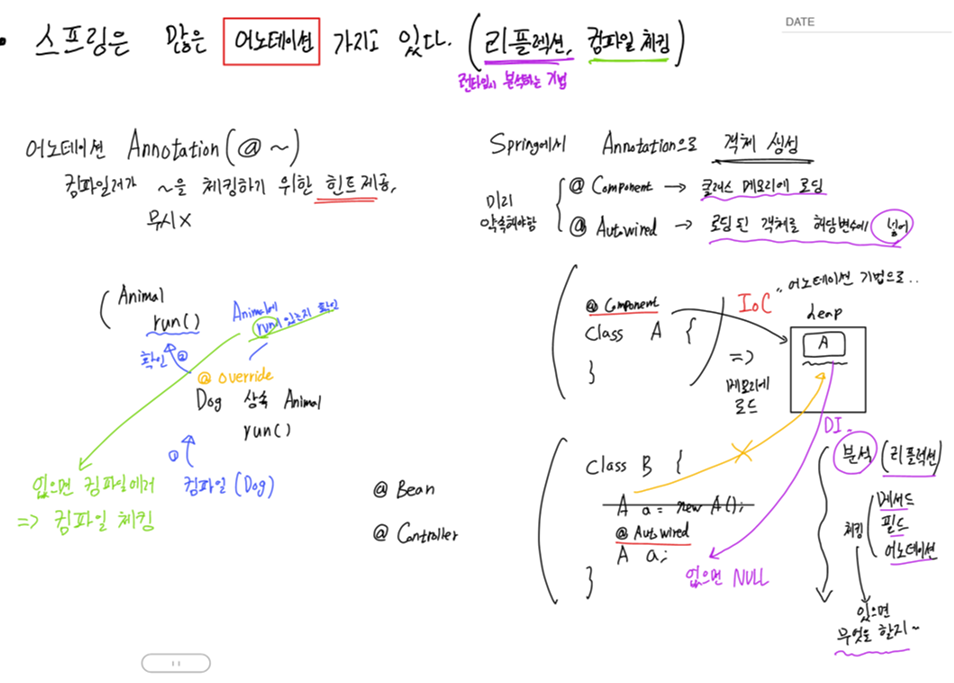 DATE
• 스프링은 많은 어노테이션 가지고 있다. (리플렉션, 컴파일 체킹)
런타임시 분석하는 기법
어노테이션 Annotation (@ ~)
컴파일러가 ~을 체킹하기 위한 힌트 제공,
무시 X
(Animal
run()
Animal에
run이 있는지 확인
확인 ②
@ override
Dog 상속 Animal
run()
①
컴파일 (Dog)
없으면 컴파일에러
=> 컴파일 체킹
@ Bean
@ Controller
Spring에서 Annotation으로 객체 생성
미리
약속해야함
@ Component → 클래스 메모리에 로딩
@ Autowired → 로딩된 객체를 해당변수에 넣어
@ Component
class A {
}
IoC
=>
메모리에
로드
,, 어노테이션 기법으로..
heap
A
DI
class B {
A a = new A();
@ Autowired
A a;
}
없으면 NULL
분석 (리플렉션)
체킹
메서드
필드
어노테이션
있으면
무엇을 할지~